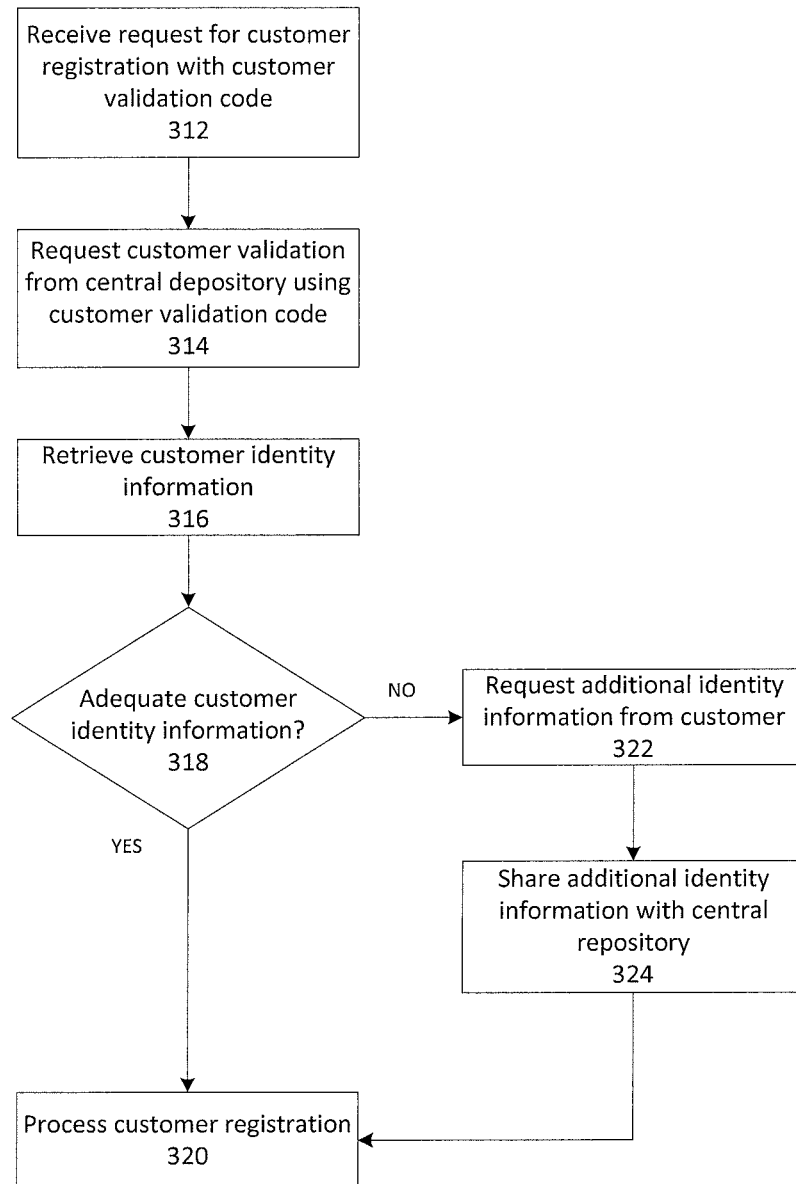 Receive request for customer
registration with customer
validation code
312
Request customer validation
from central depository using
customer validation code
314
Retrieve customer identity
information
316
Adequate customer
identity information?
318
NO
Request additional identity
information from customer
322
YES
Share additional identity
information with central
repository
324
Process customer registration
320